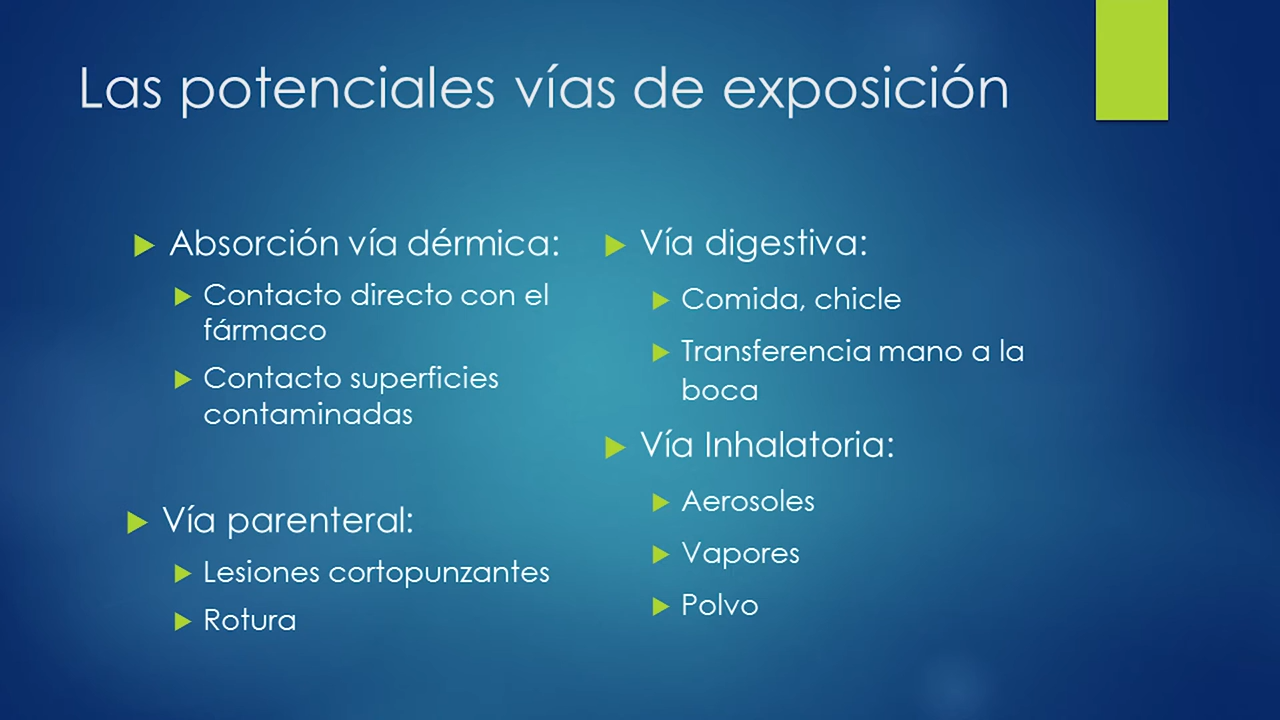 Las potenciales vías de exposición
Absorción vía dérmica:
Contacto directo con el
fármaco
Contacto superficies
contaminadas
Vía parenteral:
Lesiones cortopunzantes
Rotura
Vía digestiva:
Comida, chicle
Transferencia mano a la
boca
Vía Inhalatoria:
Aerosoles
Vapores
Polvo